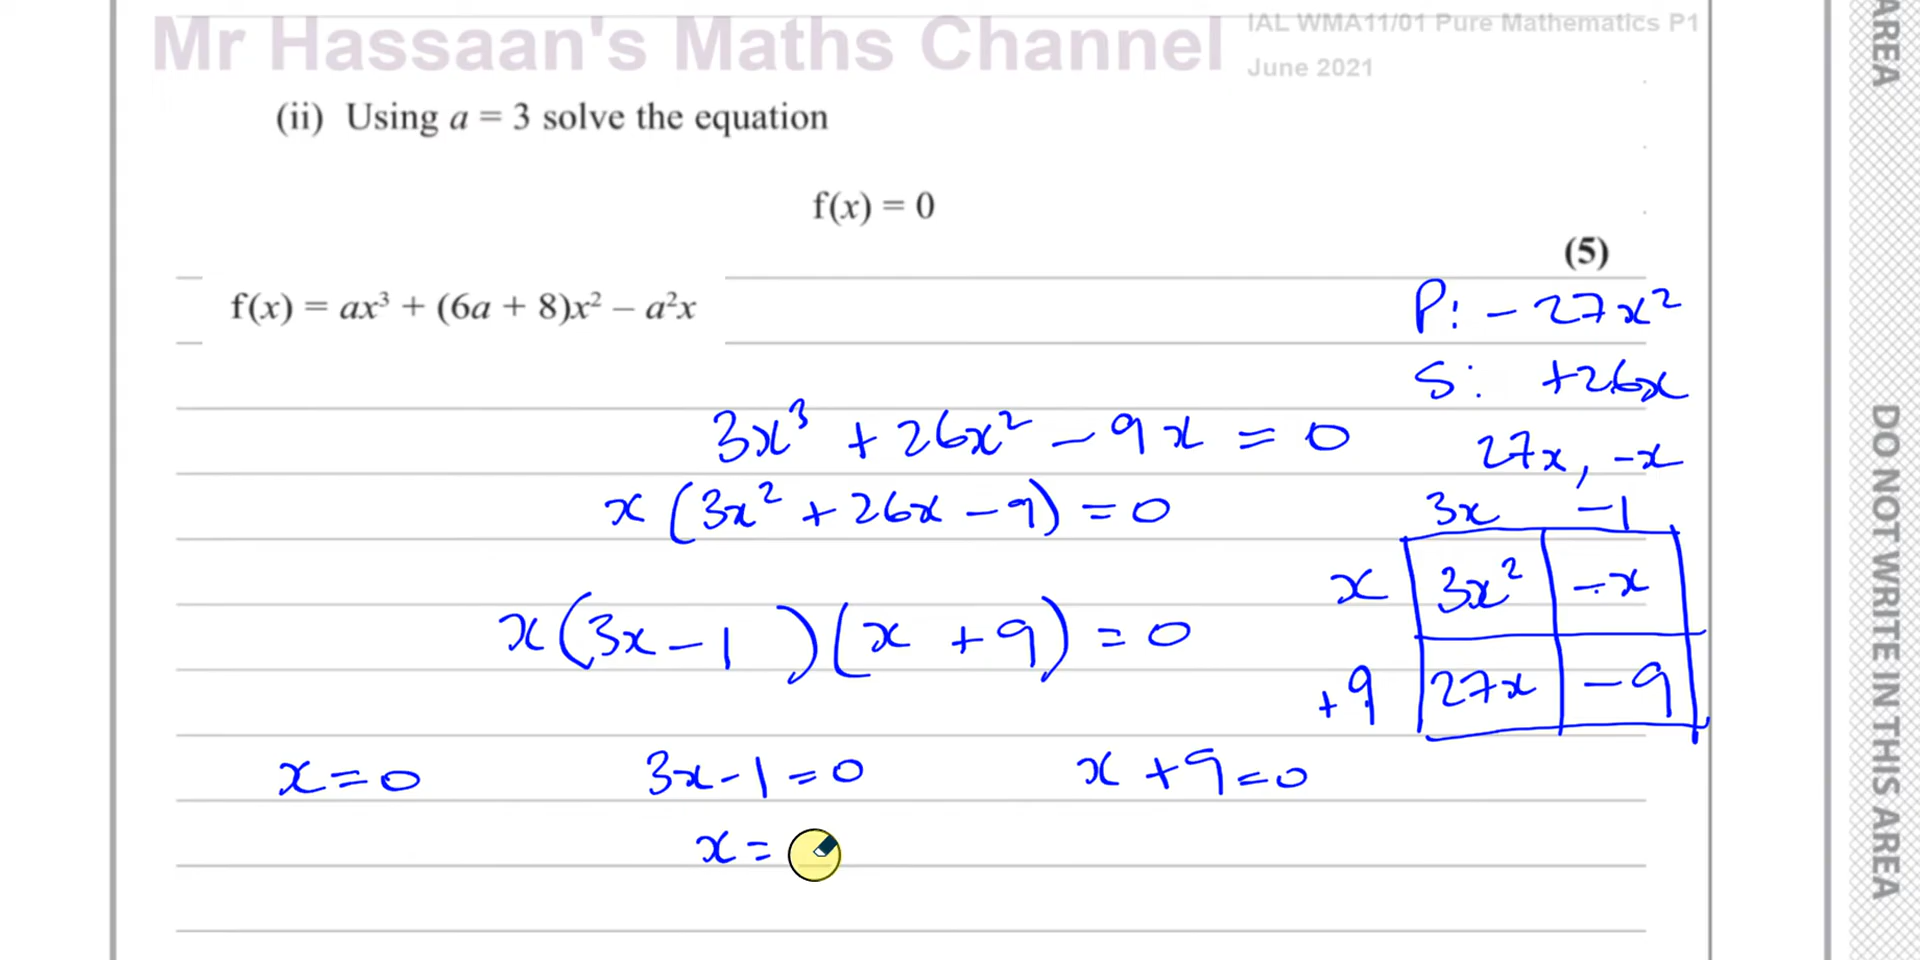 Mr Hassaan's Maths Channel
IAL WMA11/01 Pure Mathematics P1
June 2021
AREA
(ii) Using a = 3 solve the equation
f(x) = 0
(5)
f(x) = ax³ + (6a + 8)x² – a²x
P: – 27x²
S: +26x
3x³ + 26x² – 9x = 0
27x, -x
x(3x² + 26x – 9) = 0
3x –1
x 3x² –x
x(3x – 1 )(x + 9) = 0
+9 27x –9
x = 0 3x – 1 = 0 x + 9 = 0
x =
DO NOT WRITE IN THIS AREA